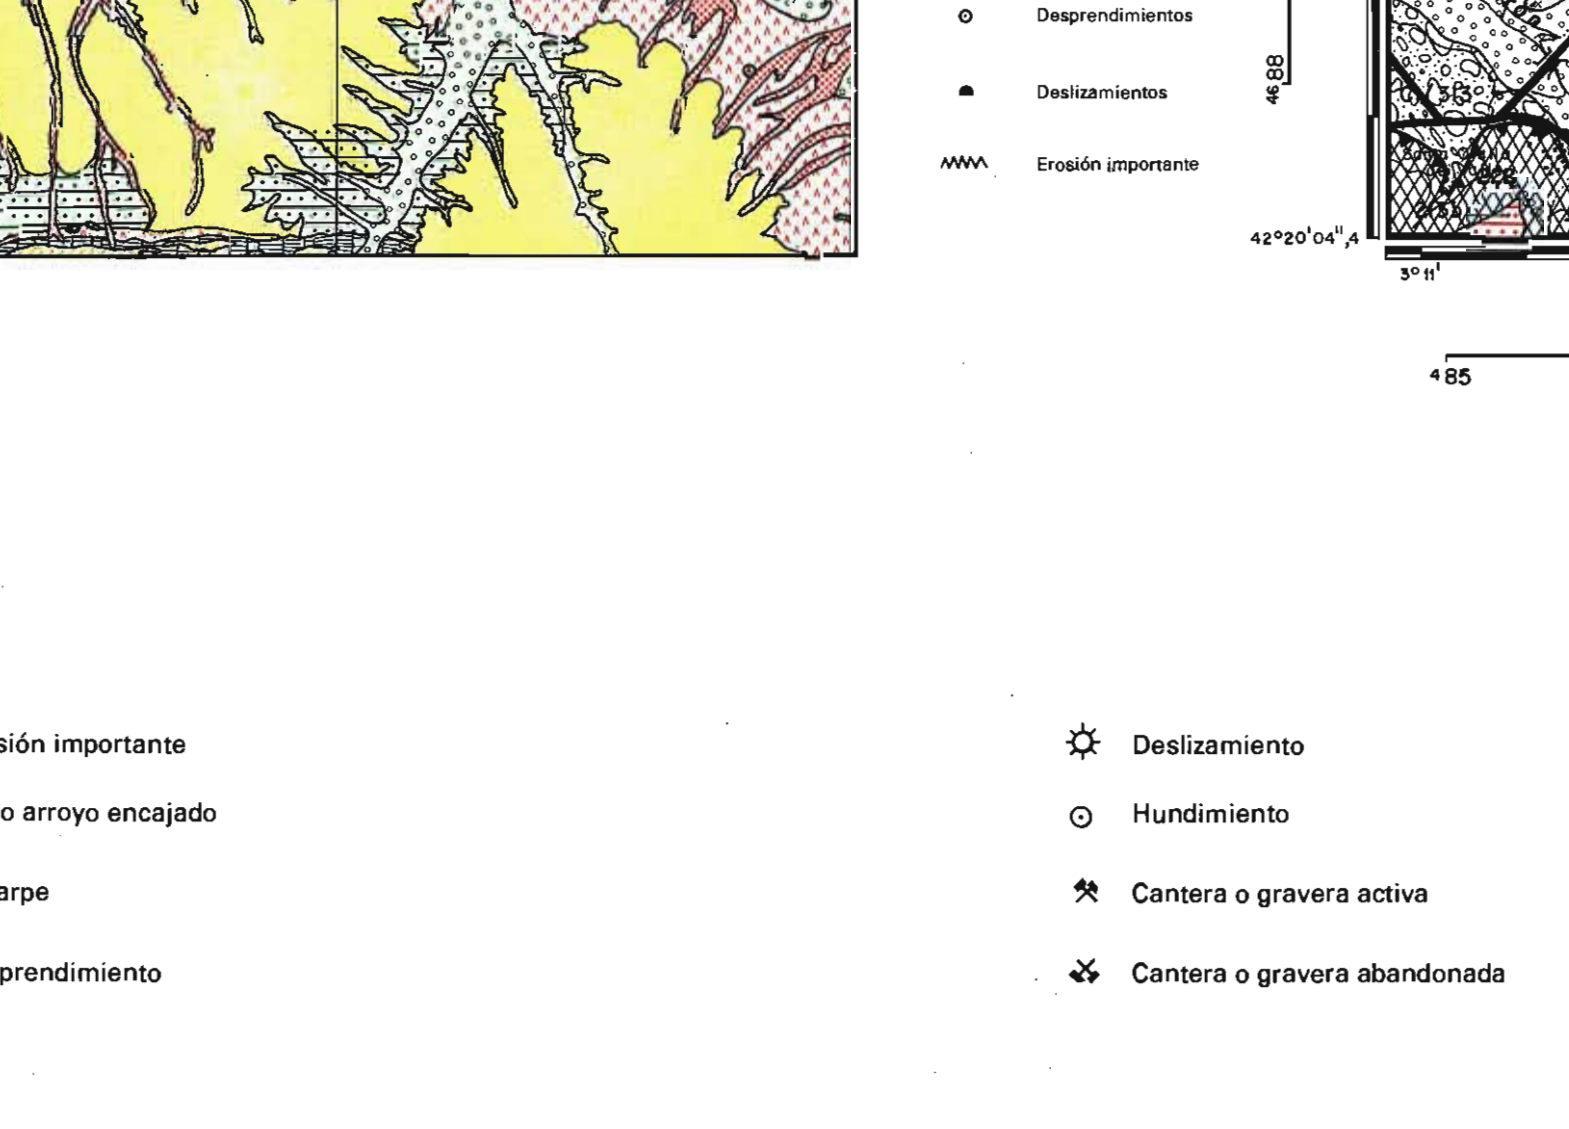 Desprendimientos
Deslizamientos
Erosión importante
4688
42°20'04",4
3°11'
485
sión importante
o arroyo encajado
arpe
prendimiento
Deslizamiento
Hundimiento
Cantera o gravera activa
Cantera o gravera abandonada